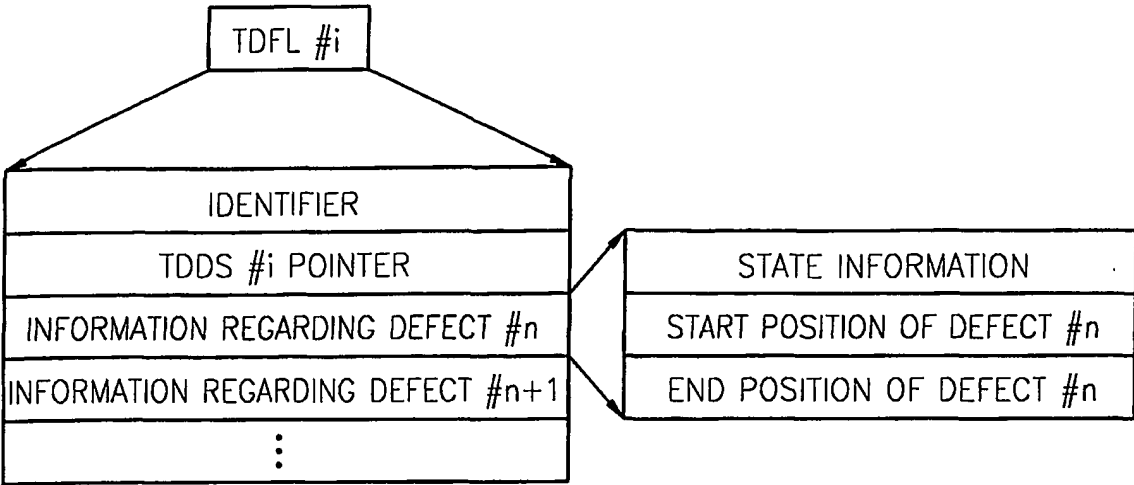 TDFL #i
IDENTIFIER
TDDS #i POINTER
INFORMATION REGARDING DEFECT #n
INFORMATION REGARDING DEFECT #n+1
⋮
STATE INFORMATION
START POSITION OF DEFECT #n
END POSITION OF DEFECT #n